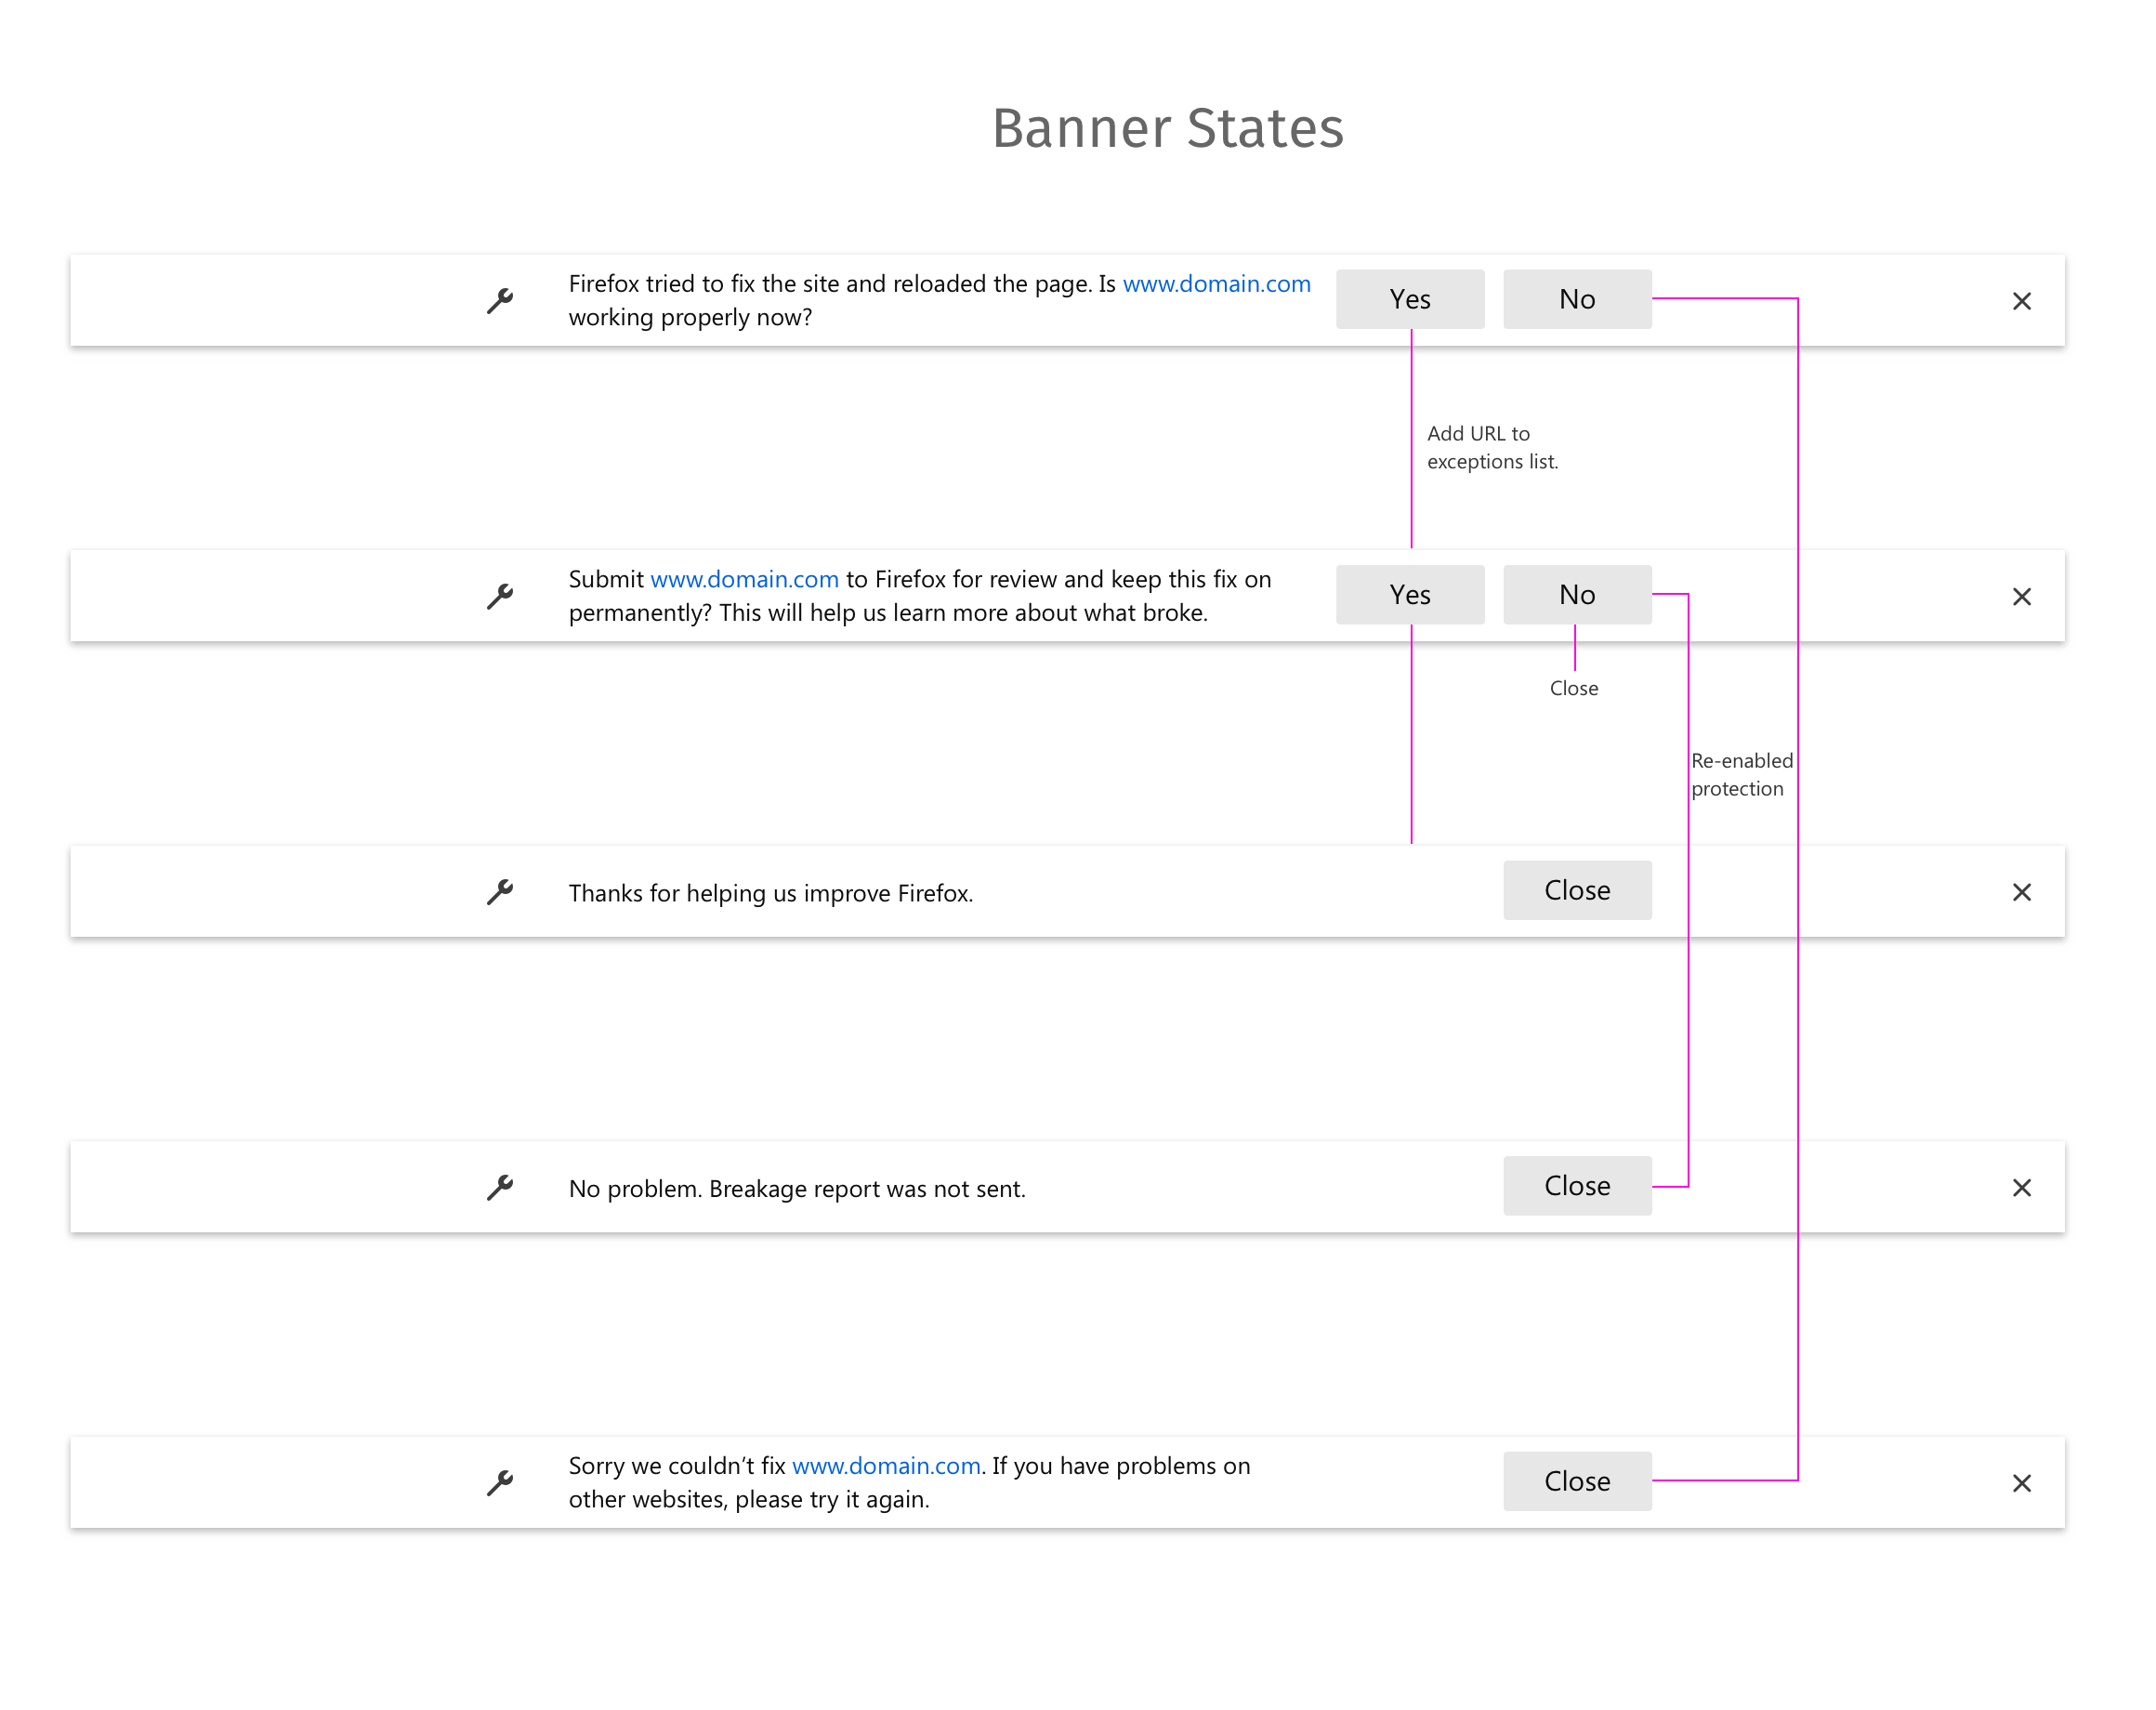 Banner States
Firefox tried to fix the site and reloaded the page. Is www.domain.com
working properly now?
Yes
No
Add URL to
exceptions list.
Submit www.domain.com to Firefox for review and keep this fix on
permanently? This will help us learn more about what broke.
Yes
No
Close
Re-enabled
protection
Thanks for helping us improve Firefox.
Close
No problem. Breakage report was not sent.
Close
Sorry we couldn’t fix www.domain.com. If you have problems on
other websites, please try it again.
Close